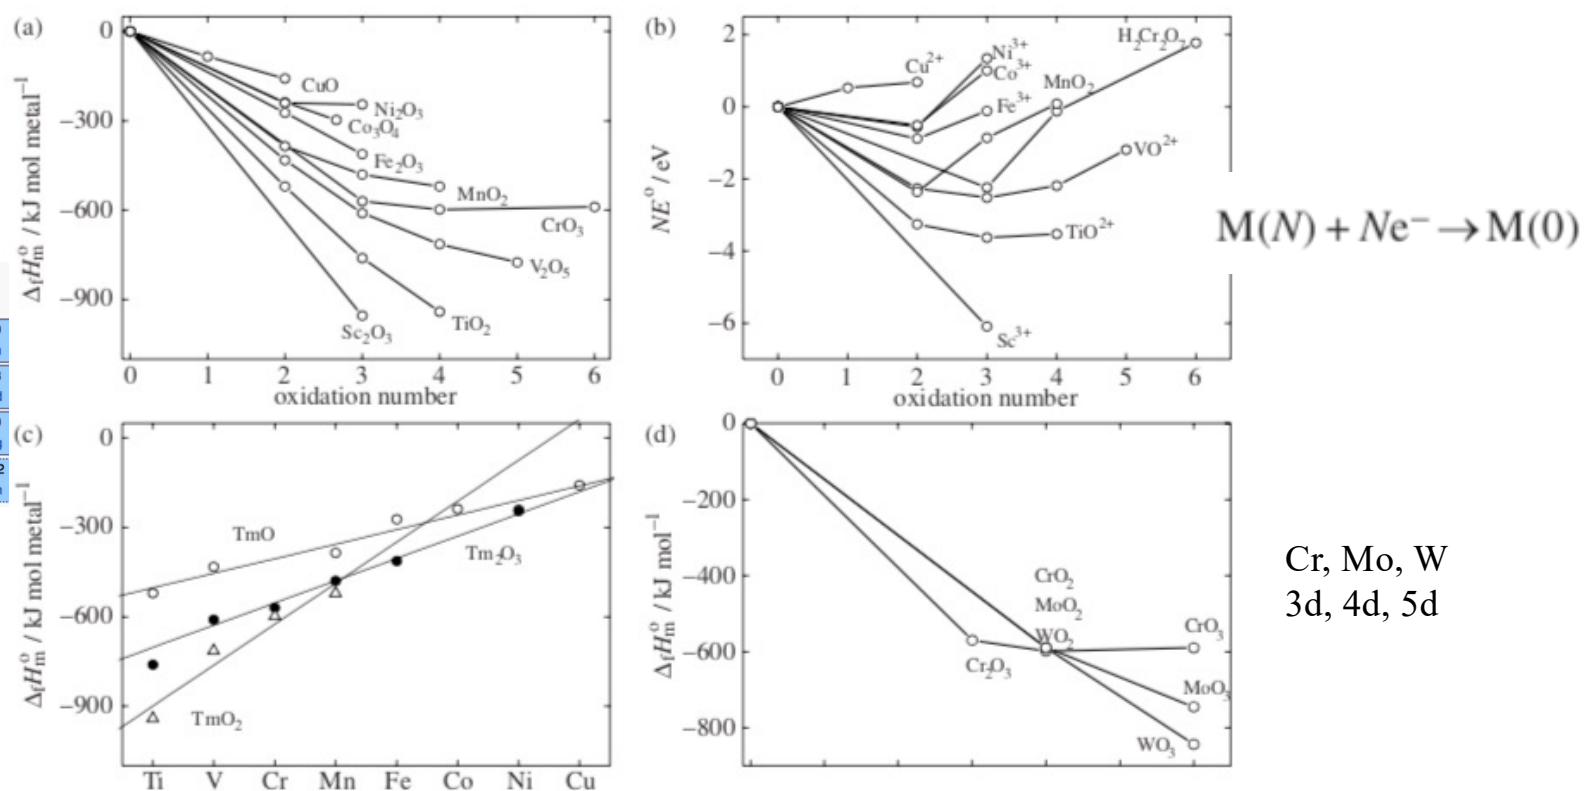 (a)
0
−300
−600
−900
ΔfHm° / kJ mol metal⁻¹
CuO
Ni₂O₃
Co₃O₄
Fe₂O₃
MnO₂
CrO₃
V₂O₅
TiO₂
Sc₂O₃
0 1 2 3 4 5 6
oxidation number
(b)
2
0
−2
−4
−6
NE° / eV
H₂Cr₂O₇
Ni³⁺
Cu²⁺
Co³⁺
MnO₂
Fe³⁺
VO²⁺
TiO²⁺
Sc³⁺
0 1 2 3 4 5 6
oxidation number
M(N) + Ne⁻ → M(0)
(c)
0
−300
−600
−900
ΔfHm° / kJ mol metal⁻¹
TmO
Tm₂O₃
TmO₂
Ti V Cr Mn Fe Co Ni Cu
(d)
0
−200
−400
−600
−800
ΔfHm° / kJ mol⁻¹
CrO₂
MoO₂
WO₂
Cr₂O₃
CrO₃
MoO₃
WO₃
Cr, Mo, W
3d, 4d, 5d